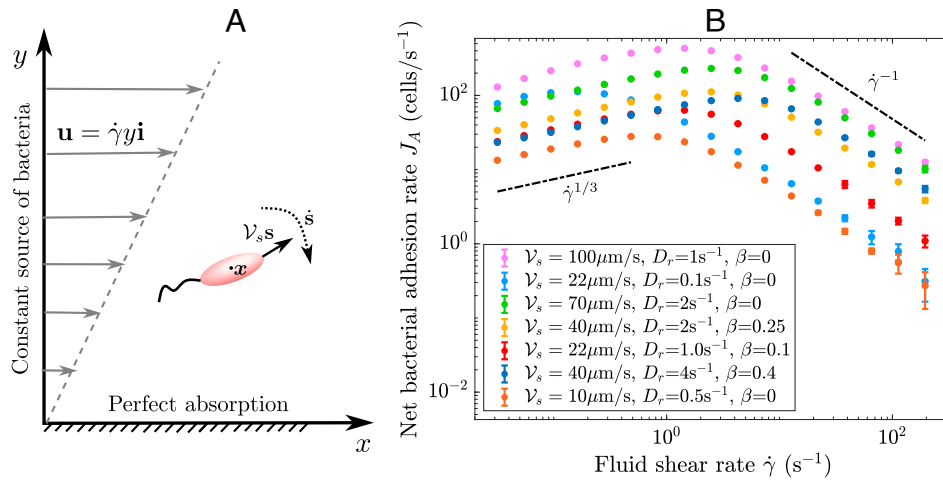 A
y
Constant source of bacteria
u = γ̇yi
ṡ
𝒱ₛs
x
Perfect absorption
x
B
Net bacterial adhesion rate J_A (cells/s⁻¹)
10²
10⁰
10⁻²
γ̇⁻¹
γ̇^{1/3}
𝒱ₛ = 100μm/s, Dᵣ=1s⁻¹, β=0
𝒱ₛ = 22μm/s, Dᵣ=0.1s⁻¹, β=0
𝒱ₛ = 70μm/s, Dᵣ=2s⁻¹, β=0
𝒱ₛ = 40μm/s, Dᵣ=2s⁻¹, β=0.25
𝒱ₛ = 22μm/s, Dᵣ=1.0s⁻¹, β=0.1
𝒱ₛ = 40μm/s, Dᵣ=4s⁻¹, β=0.4
𝒱ₛ = 10μm/s, Dᵣ=0.5s⁻¹, β=0
10⁰ 10²
Fluid shear rate γ̇ (s⁻¹)